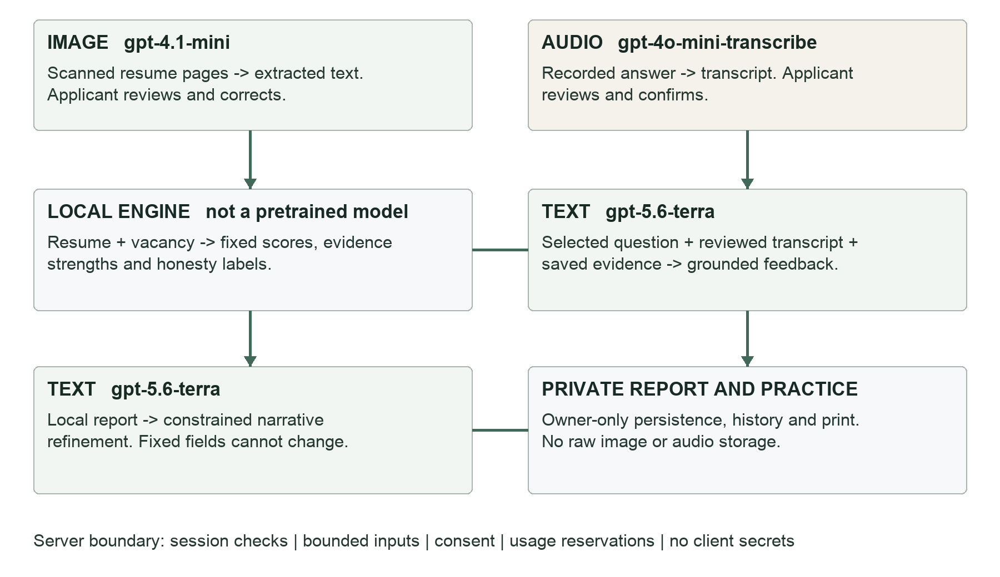 IMAGE gpt-4.1-mini
Scanned resume pages -> extracted text.
Applicant reviews and corrects.
AUDIO gpt-4o-mini-transcribe
Recorded answer -> transcript. Applicant
reviews and confirms.
LOCAL ENGINE not a pretrained model
Resume + vacancy -> fixed scores, evidence
strengths and honesty labels.
TEXT gpt-5.6-terra
Selected question + reviewed transcript +
saved evidence -> grounded feedback.
TEXT gpt-5.6-terra
Local report -> constrained narrative
refinement. Fixed fields cannot change.
PRIVATE REPORT AND PRACTICE
Owner-only persistence, history and print.
No raw image or audio storage.
Server boundary: session checks | bounded inputs | consent | usage reservations | no client secrets